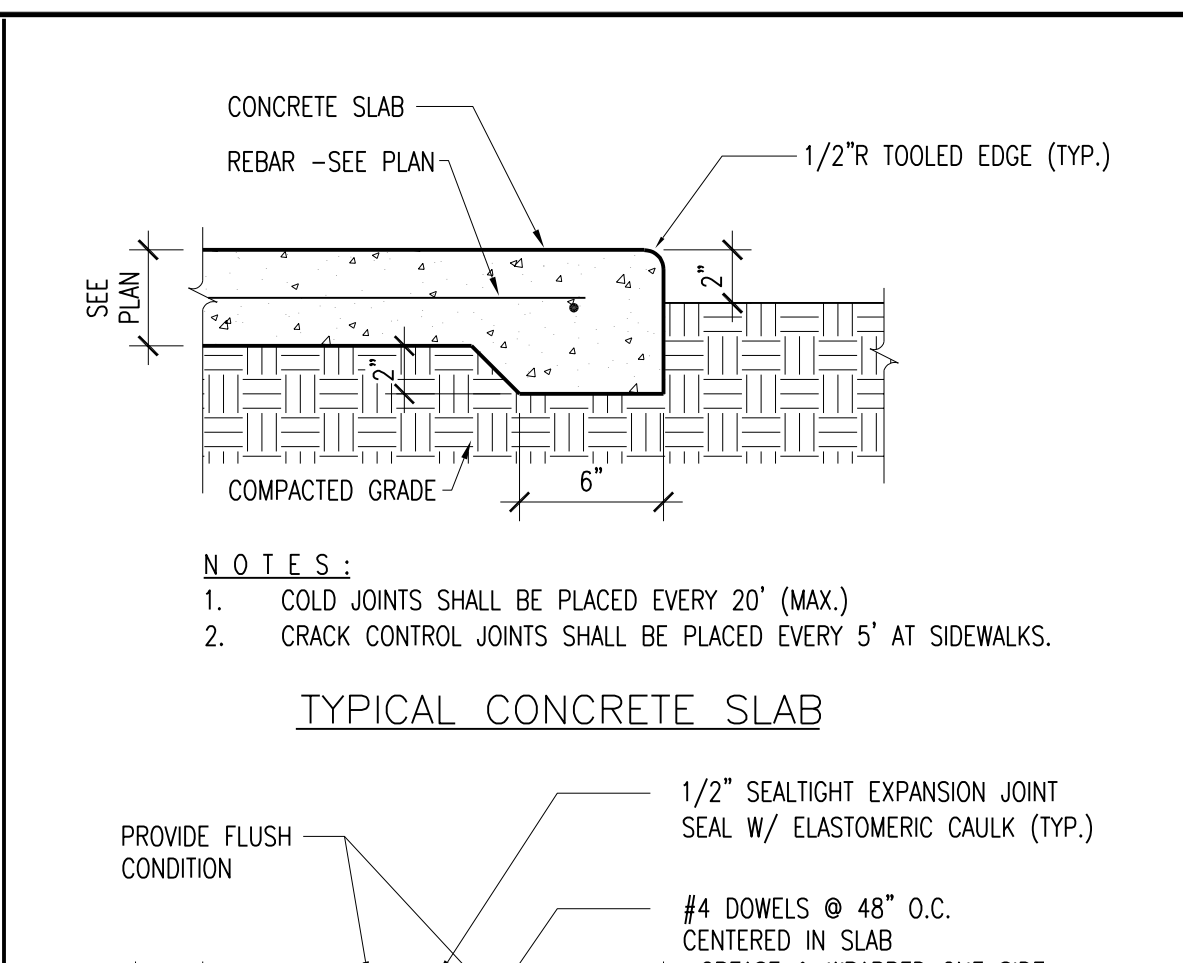 CONCRETE SLAB
REBAR -SEE PLAN
1/2"R TOOLED EDGE (TYP.)
SEE
PLAN
2"
2"
6"
COMPACTED GRADE
NOTES:
1. COLD JOINTS SHALL BE PLACED EVERY 20' (MAX.)
2. CRACK CONTROL JOINTS SHALL BE PLACED EVERY 5' AT SIDEWALKS.
TYPICAL CONCRETE SLAB
1/2" SEALTIGHT EXPANSION JOINT
SEAL W/ ELASTOMERIC CAULK (TYP.)
PROVIDE FLUSH
CONDITION
#4 DOWELS @ 48" O.C.
CENTERED IN SLAB